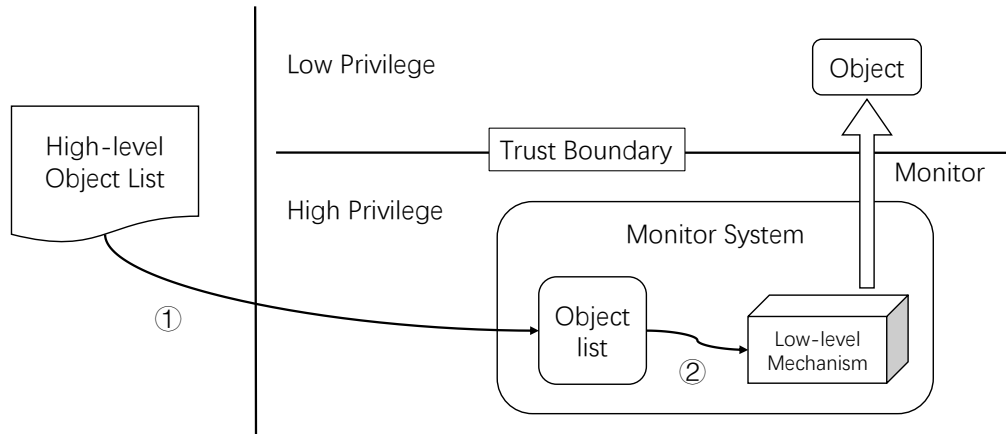 Low Privilege
Object
High-level
Object List
Trust Boundary
Monitor
High Privilege
Monitor System
①
Object
list
②
Low-level
Mechanism